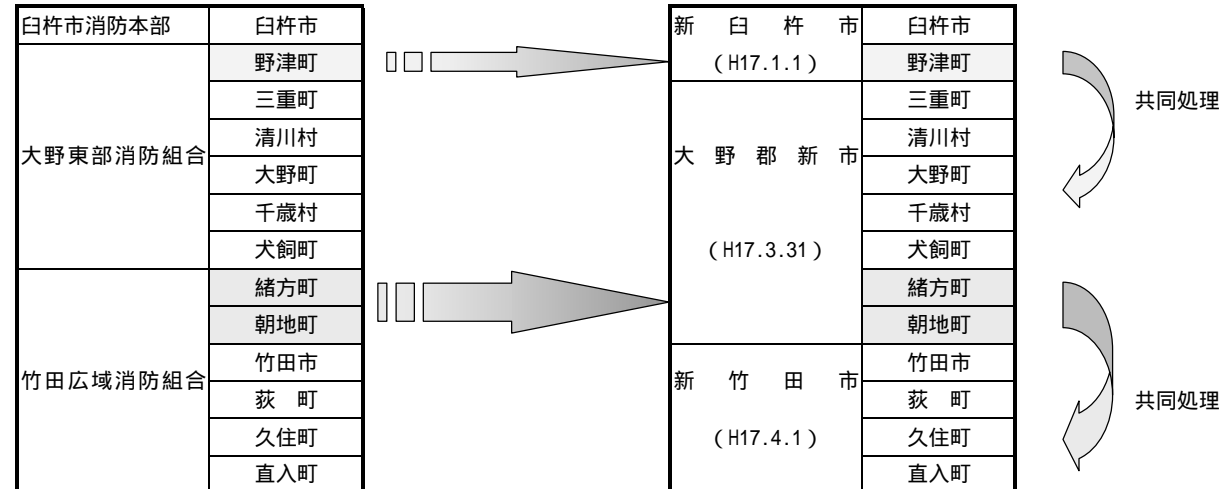 臼杵市消防本部
臼杵市
大野東部消防組合
野津町
三重町
清川村
大野町
千歳村
犬飼町
竹田広域消防組合
緒方町
朝地町
竹田市
荻　町
久住町
直入町
新臼杵市
(H17.1.1)
臼杵市
野津町
大野郡新市
(H17.3.31)
三重町
清川村
大野町
千歳村
犬飼町
緒方町
朝地町
新竹田市
(H17.4.1)
竹田市
荻　町
久住町
直入町
共同処理
共同処理